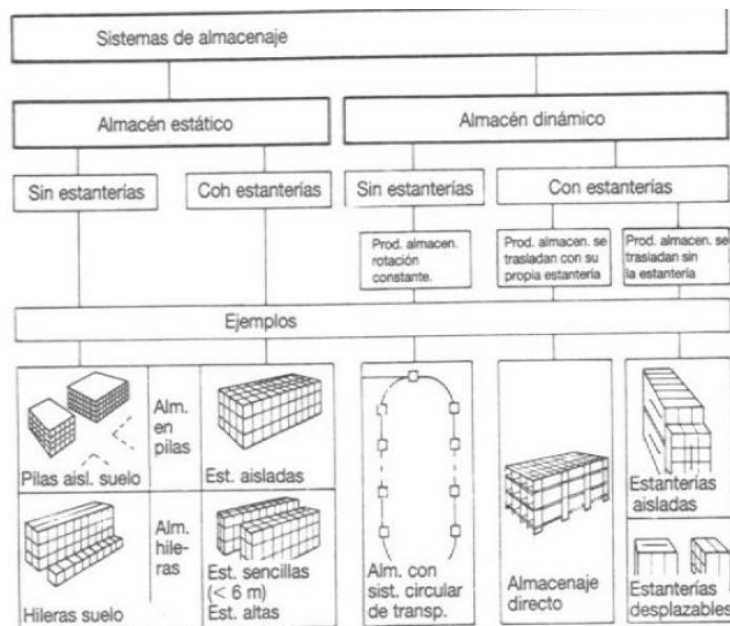 Sistemas de almacenaje
Almacén estático
Almacén dinámico
Sin estanterías
Coh estanterías
Sin estanterías
Con estanterías
Prod. almacen.
rotación
constante.
Prod. almacen. se
trasladan con su
propia estantería
Prod. almacen. se
trasladan sin
la estantería
Ejemplos
Pilas aisl. suelo
Alm.
en
pilas
Est. aisladas
Hileras suelo
Alm.
hile-
ras
Est. sencillas
(< 6 m)
Est. altas
Alm. con
sist. circular
de transp.
Almacenaje
directo
Estanterías
aisladas
Estanterías
desplazables